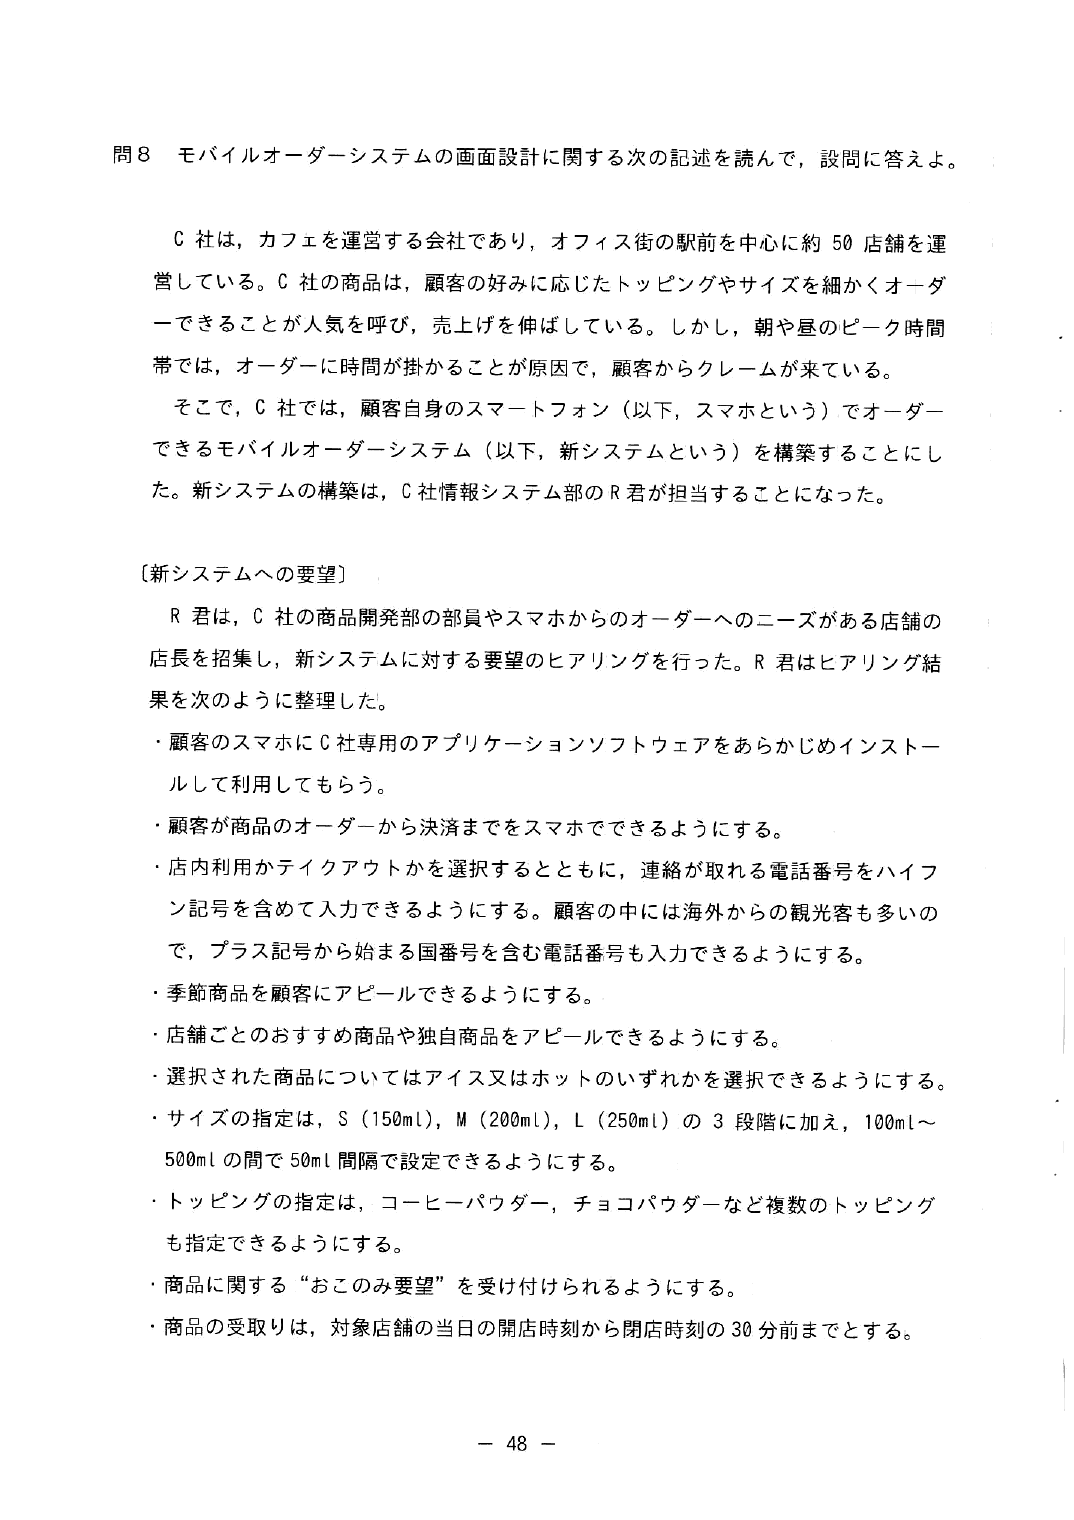 問８　モバイルオーダーシステムの画面設計に関する次の記述を読んで，設問に答えよ。
C 社は，カフェを運営する会社であり，オフィス街の駅前を中心に約 50 店舗を運
営している。C 社の商品は，顧客の好みに応じたトッピングやサイズを細かくオーダ
ーできることが人気を呼び，売上げを伸ばしている。しかし，朝や昼のピーク時間
帯では，オーダーに時間が掛かることが原因で，顧客からクレームが来ている。
そこで，C 社では，顧客自身のスマートフォン（以下，スマホという）でオーダー
できるモバイルオーダーシステム（以下，新システムという）を構築することにし
た。新システムの構築は，C 社情報システム部の R 君が担当することになった。
〔新システムへの要望〕
R 君は，C 社の商品開発部の部員やスマホからのオーダーへのニーズがある店舗の
店長を招集し，新システムに対する要望のヒアリングを行った。R 君はヒアリング結
果を次のように整理した。
・顧客のスマホに C 社専用のアプリケーションソフトウェアをあらかじめインストー
ルして利用してもらう。
・顧客が商品のオーダーから決済までをスマホでできるようにする。
・店内利用かテイクアウトかを選択するとともに，連絡が取れる電話番号をハイフ
ン記号を含めて入力できるようにする。顧客の中には海外からの観光客も多いの
で，プラス記号から始まる国番号を含む電話番号も入力できるようにする。
・季節商品を顧客にアピールできるようにする。
・店舗ごとのおすすめ商品や独自商品をアピールできるようにする。
・選択された商品についてはアイス又はホットのいずれかを選択できるようにする。
・サイズの指定は，S（150ml），M（200ml），L（250ml）の 3 段階に加え，100ml～
500ml の間で 50ml 間隔で設定できるようにする。
・トッピングの指定は，コーヒーパウダー，チョコパウダーなど複数のトッピング
も指定できるようにする。
・商品に関する“おこのみ要望”を受け付けられるようにする。
・商品の受取りは，対象店舗の当日の開店時刻から閉店時刻の 30 分前までとする。
－ 48 －